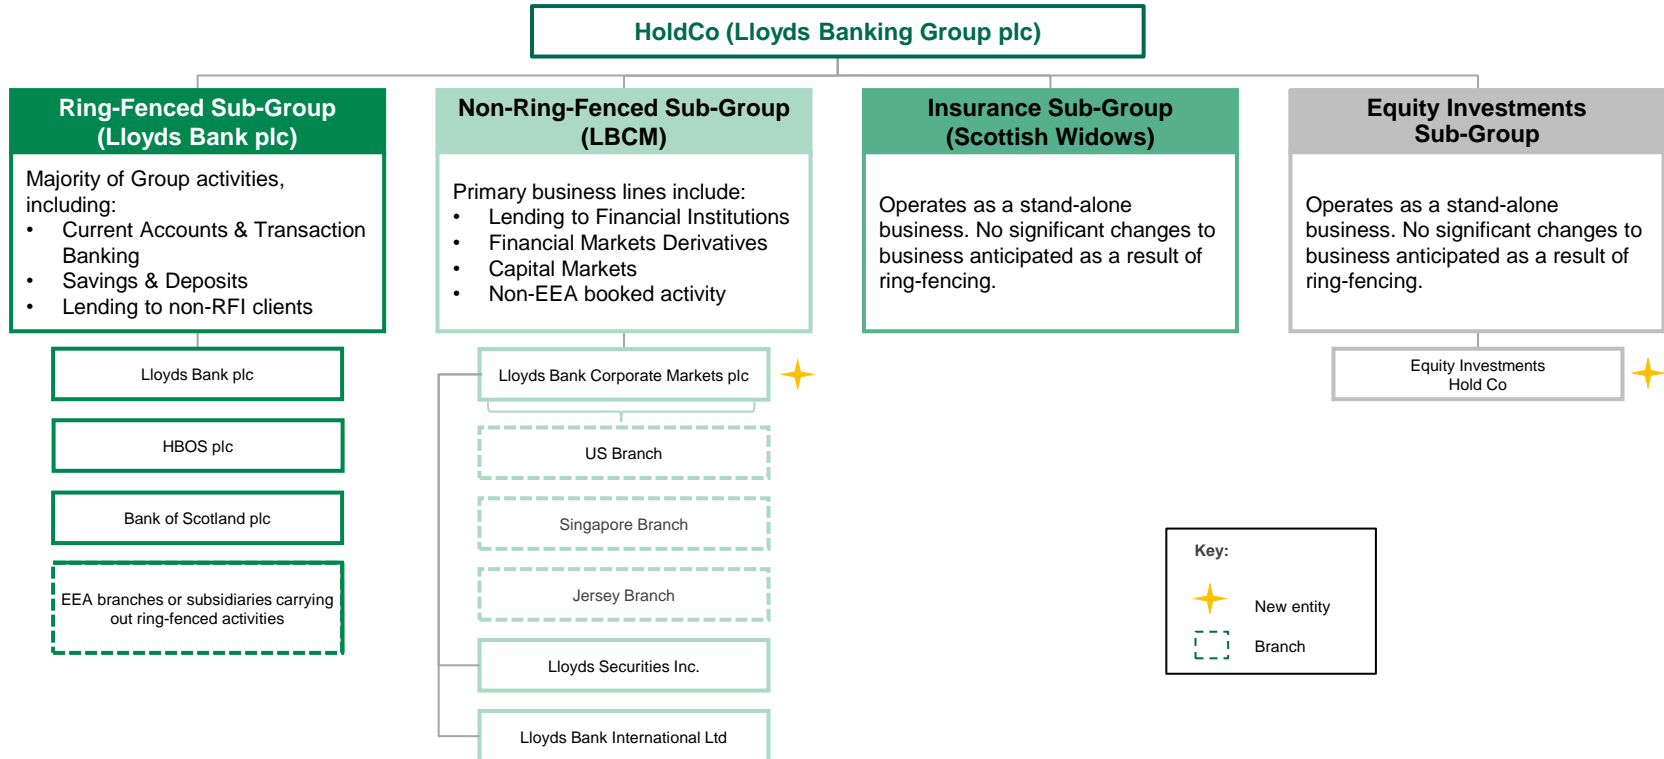 HoldCo (Lloyds Banking Group plc)
Ring-Fenced Sub-Group
(Lloyds Bank plc)
Majority of Group activities,
including:
• Current Accounts & Transaction
Banking
• Savings & Deposits
• Lending to non-RFI clients
Lloyds Bank plc
HBOS plc
Bank of Scotland plc
EEA branches or subsidiaries carrying
out ring-fenced activities
Non-Ring-Fenced Sub-Group
(LBCM)
Primary business lines include:
• Lending to Financial Institutions
• Financial Markets Derivatives
• Capital Markets
• Non-EEA booked activity
Lloyds Bank Corporate Markets plc
US Branch
Singapore Branch
Jersey Branch
Lloyds Securities Inc.
Lloyds Bank International Ltd
Insurance Sub-Group
(Scottish Widows)
Operates as a stand-alone
business. No significant changes to
business anticipated as a result of
ring-fencing.
Equity Investments
Sub-Group
Operates as a stand-alone
business. No significant changes to
business anticipated as a result of
ring-fencing.
Equity Investments
Hold Co
Key:
New entity
Branch